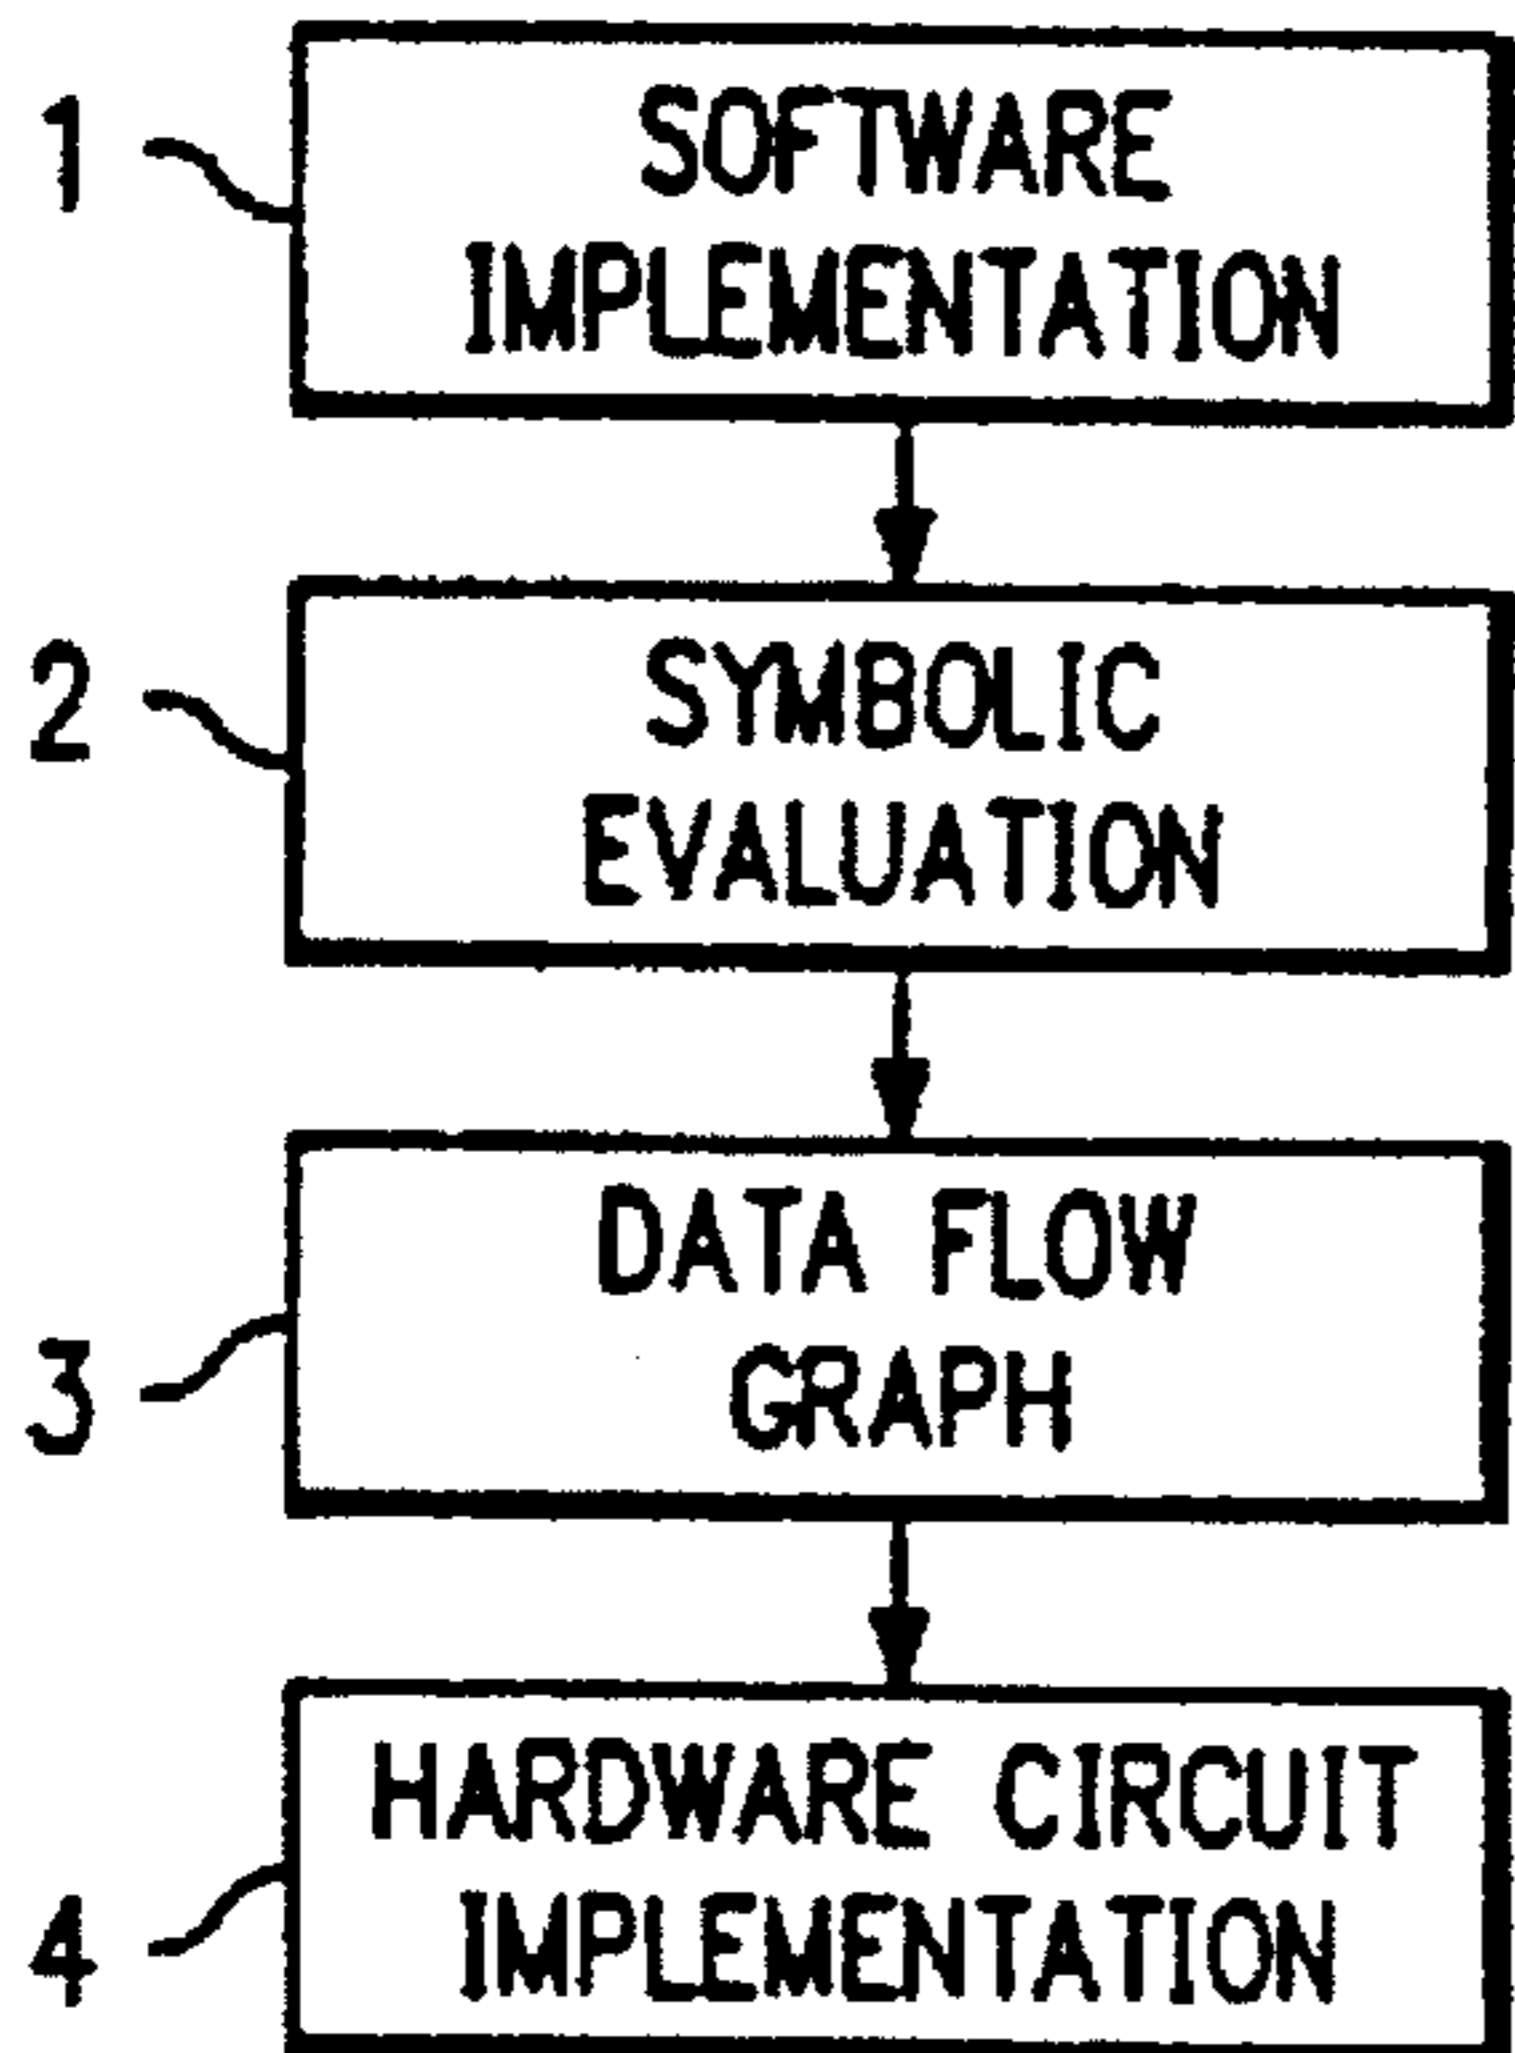 1
SOFTWARE
IMPLEMENTATION
2
SYMBOLIC
EVALUATION
3
DATA FLOW
GRAPH
4
HARDWARE CIRCUIT
IMPLEMENTATION